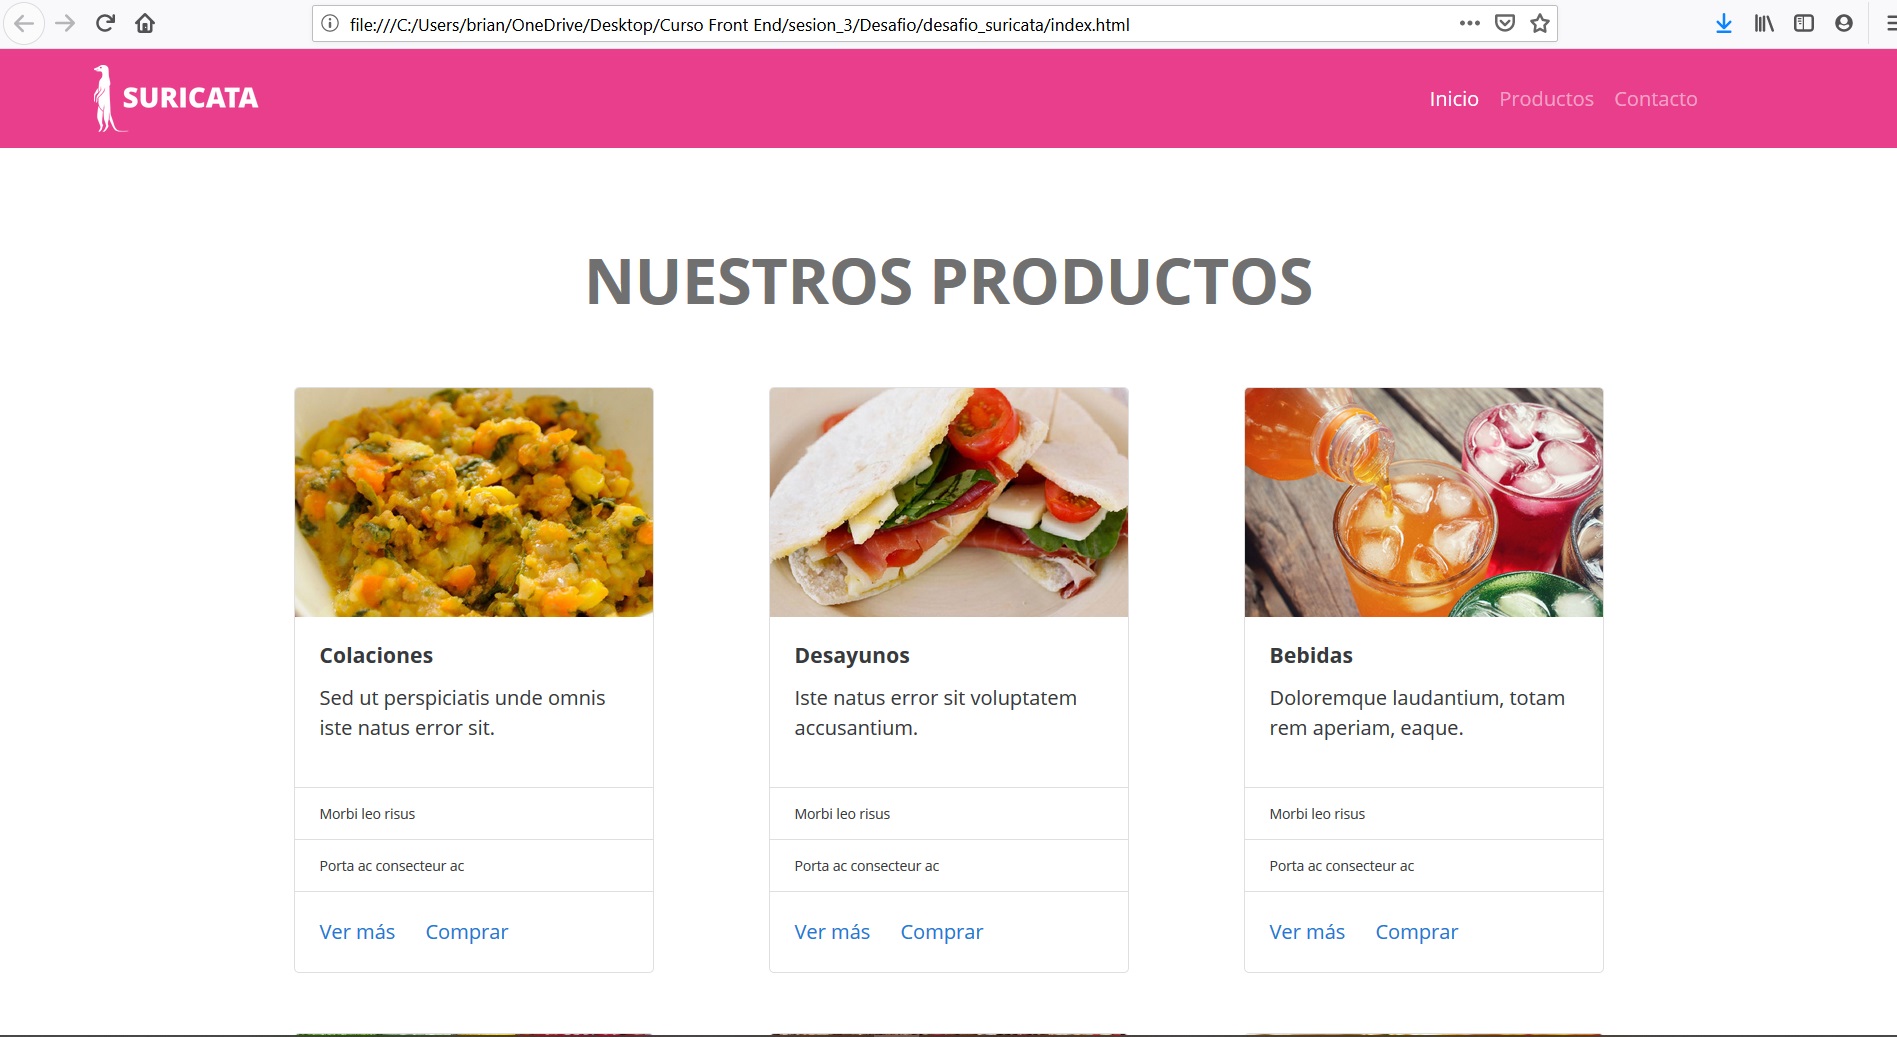 file:///C:/Users/brian/OneDrive/Desktop/Curso Front End/sesion_3/Desafio/desafio_suricata/index.html
SURICATA
Inicio Productos Contacto
NUESTROS PRODUCTOS
Colaciones
Sed ut perspiciatis unde omnis
iste natus error sit.
Morbi leo risus
Porta ac consecteur ac
Ver más Comprar
Desayunos
Iste natus error sit voluptatem
accusantium.
Morbi leo risus
Porta ac consecteur ac
Ver más Comprar
Bebidas
Doloremque laudantium, totam
rem aperiam, eaque.
Morbi leo risus
Porta ac consecteur ac
Ver más Comprar